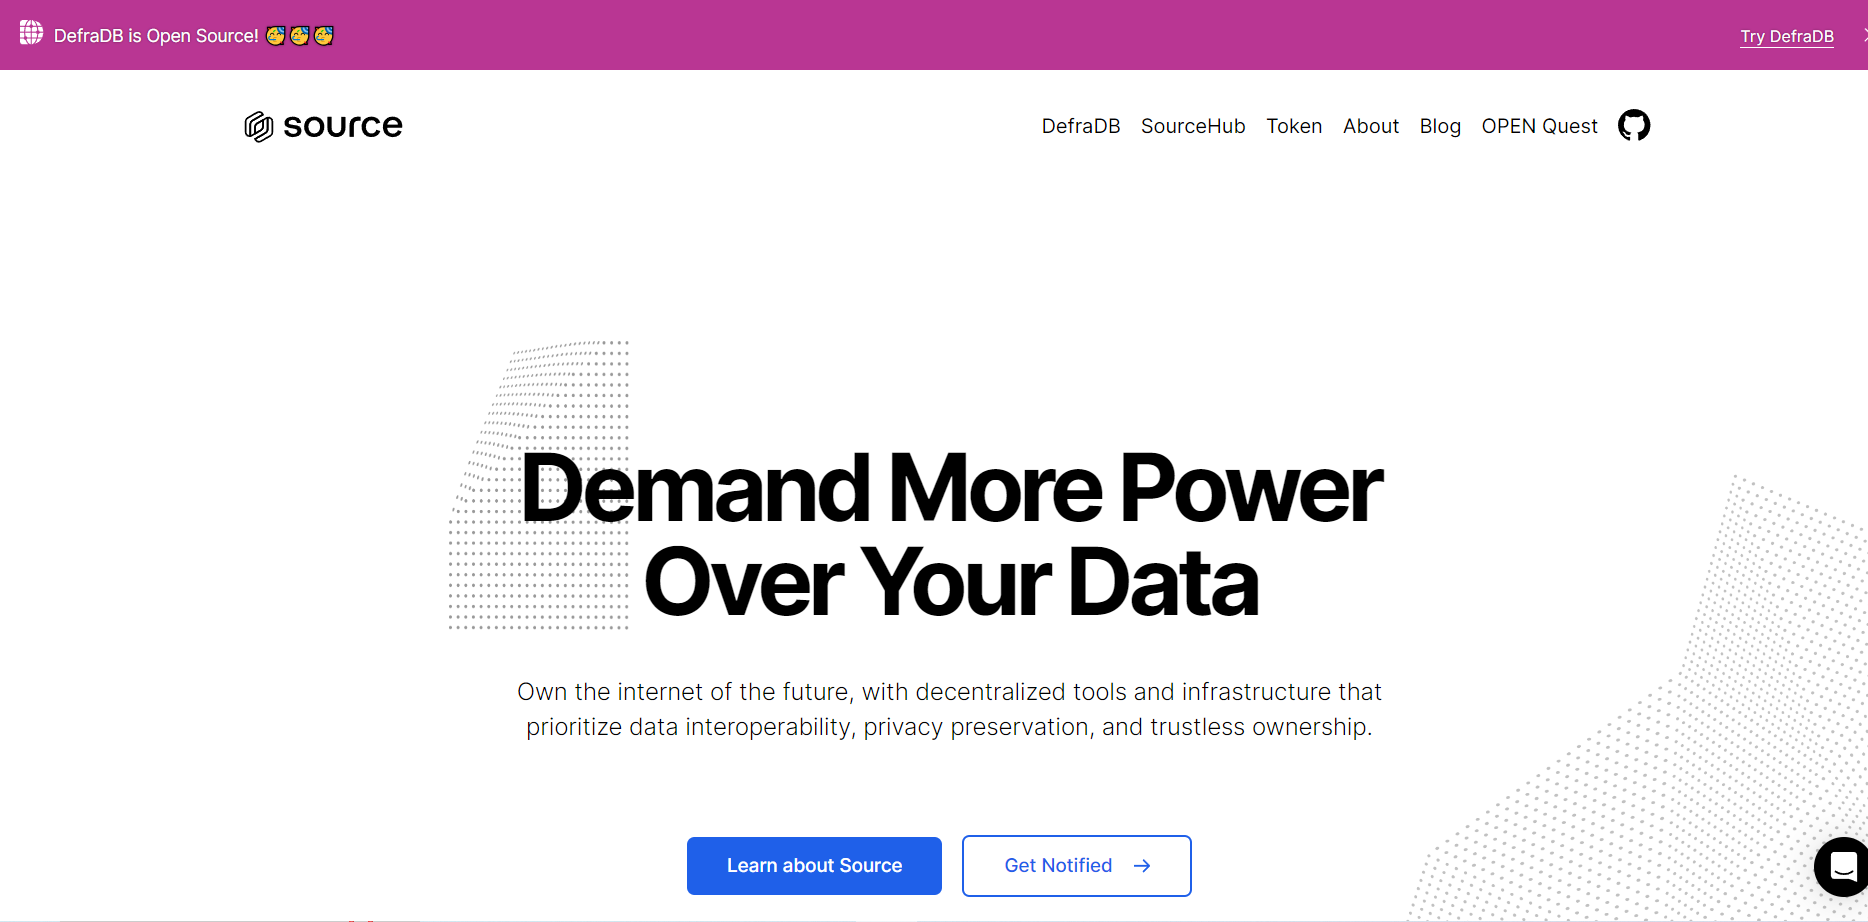 DefraDB is Open Source! 🥳🥳🥳
Try DefraDB
source
DefraDB SourceHub Token About Blog OPEN Quest
Demand More Power
Over Your Data
Own the internet of the future, with decentralized tools and infrastructure that
prioritize data interoperability, privacy preservation, and trustless ownership.
Learn about Source
Get Notified →